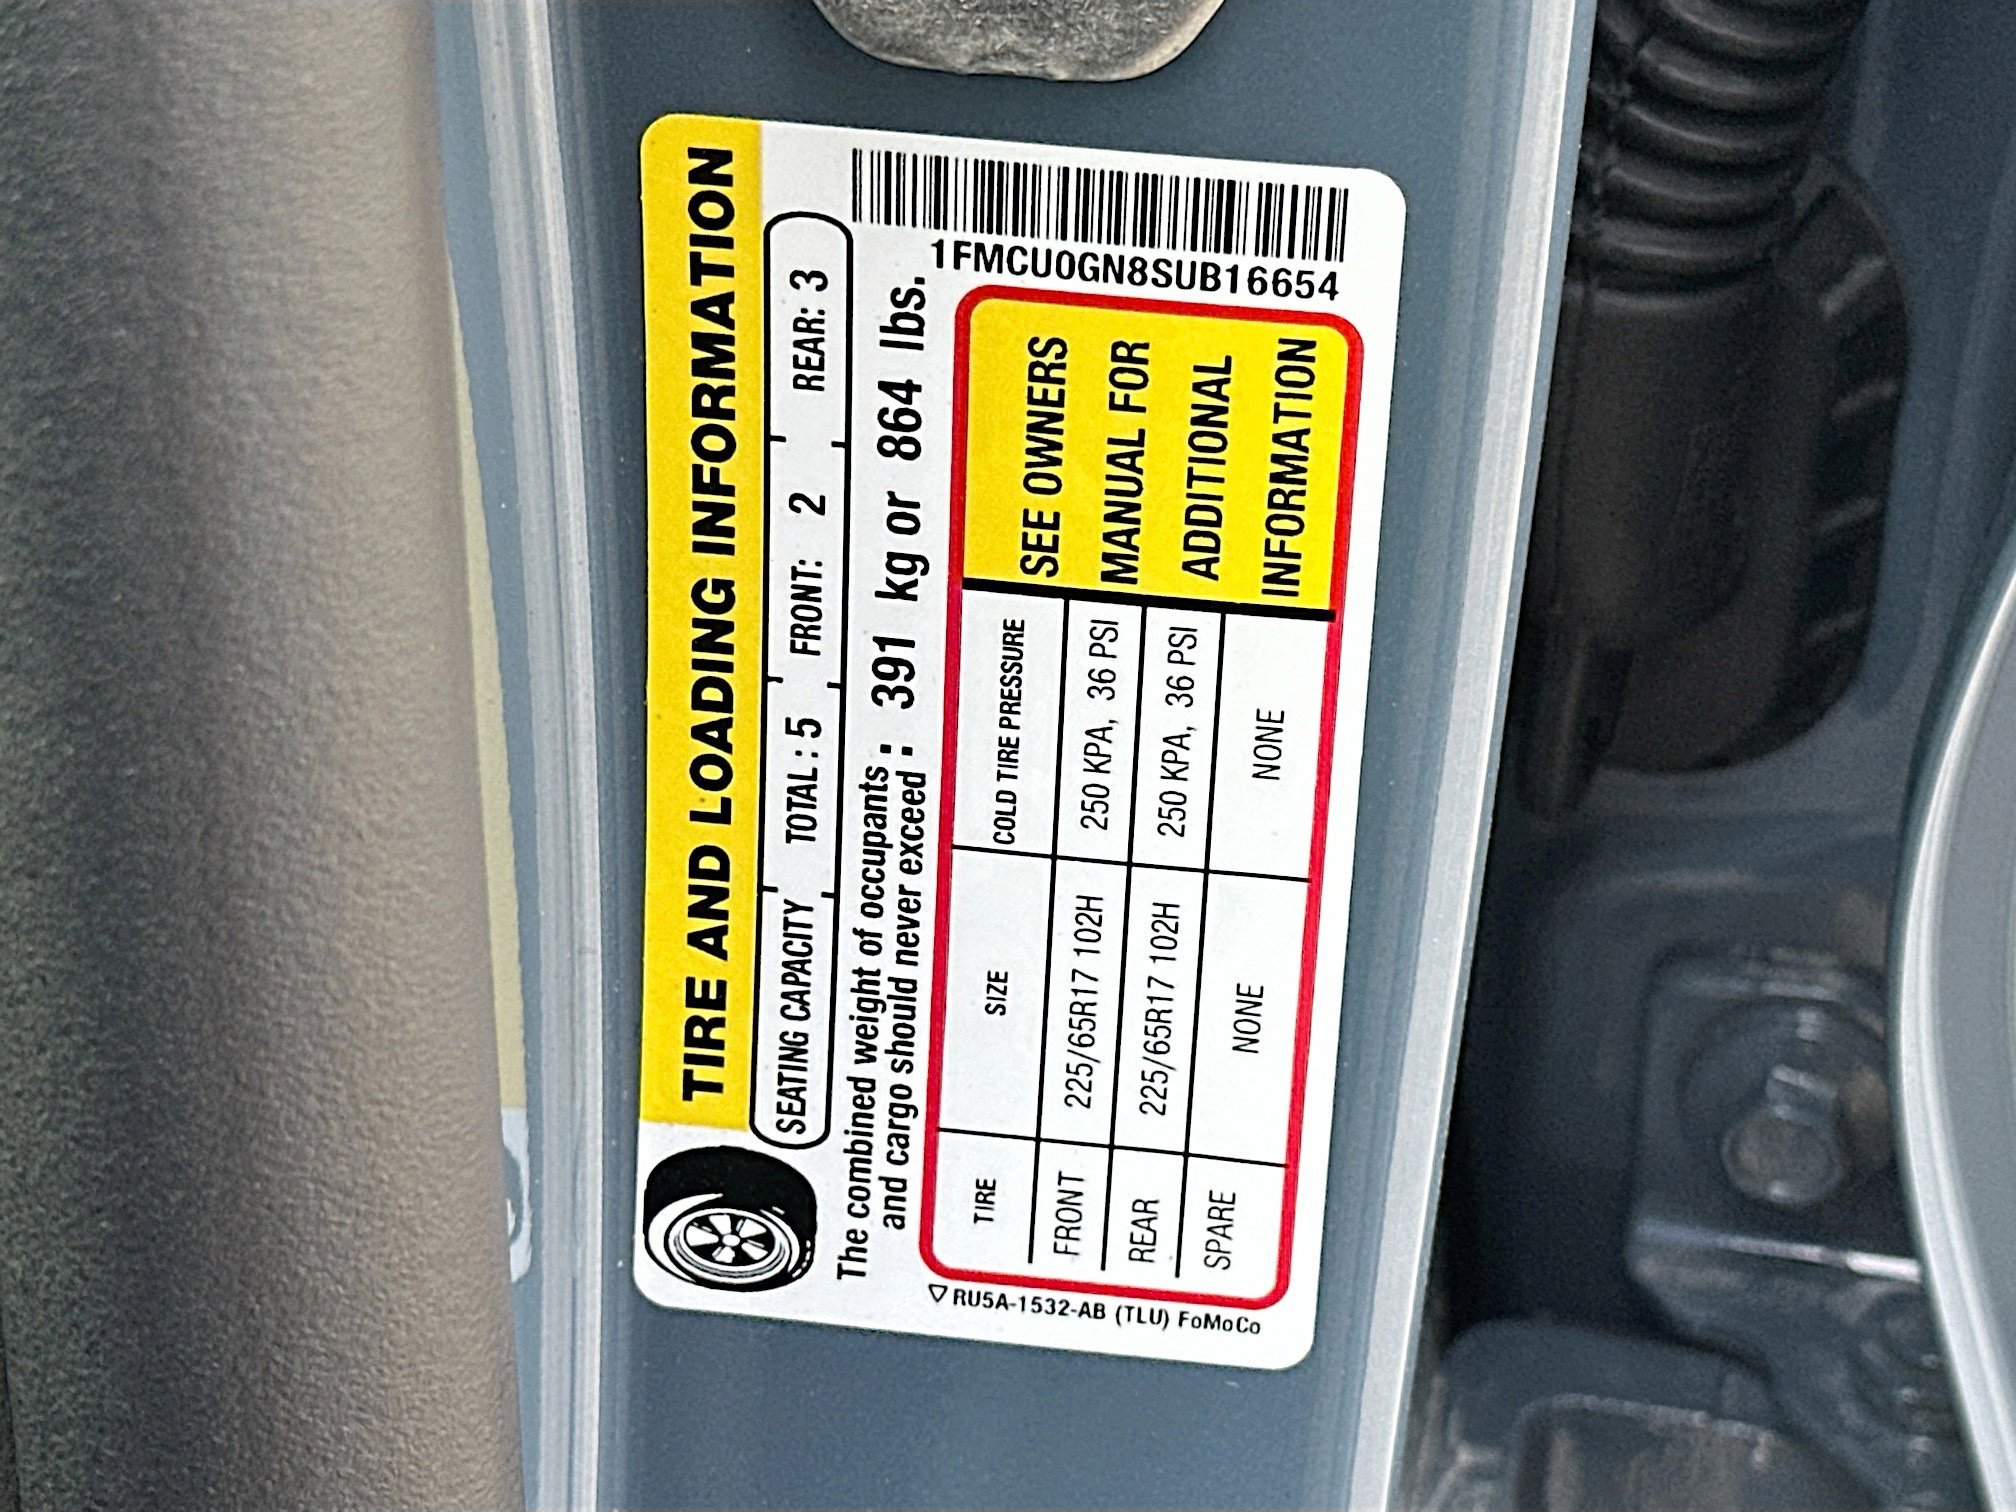 TIRE AND LOADING INFORMATION
SEATING CAPACITY TOTAL : 5 FRONT: 2 REAR: 3
The combined weight of occupants
and cargo should never exceed : 391 kg or 864 lbs.
1FMCU0GN8SUB16654
TIRE SIZE COLD TIRE PRESSURE
FRONT 225/65R17 102H 250 KPA, 36 PSI
REAR 225/65R17 102H 250 KPA, 36 PSI
SPARE NONE NONE
SEE OWNERS
MANUAL FOR
ADDITIONAL
INFORMATION
RU5A-1532-AB (TLU) FoMoCo